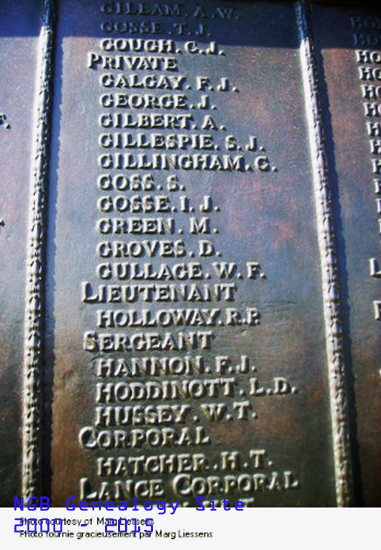 GILLAM. A. W.
GOSSE. T. J.
GOUGH. G. J.
PRIVATE
GALGAY. F. J.
GEORGE. J.
GILBERT. A.
GILLESPIE. S. J.
GILLINGHAM. G.
GOSS. S.
GOSSE. I. J.
GREEN. M.
GROVES. D.
GULLAGE. W. F.
LIEUTENANT
HOLLOWAY. R.P.
SERGEANT
HANNON. F. J.
HODDINOTT. L. D.
HUSSEY. W. T.
CORPORAL
HATCHER. H. T.
LANCE CORPORAL
NGB Genealogy Site
2000 - 2015
Photo courtesy of Marg Liessens
Photo fournie gracieusement par Marg Liessens